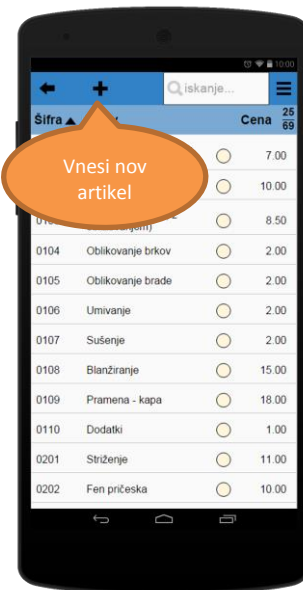 10:00
iskanje...
Šifra Cena 25
69
Vnesi nov
artikel
7.00
10.00
8.50
0104 Oblikovanje brkov 2.00
0105 Oblikovanje brade 2.00
0106 Umivanje 2.00
0107 Sušenje 2.00
0108 Blanžiranje 15.00
0109 Pramena - kapa 18.00
0110 Dodatki 1.00
0201 Striženje 11.00
0202 Fen pričeska 10.00